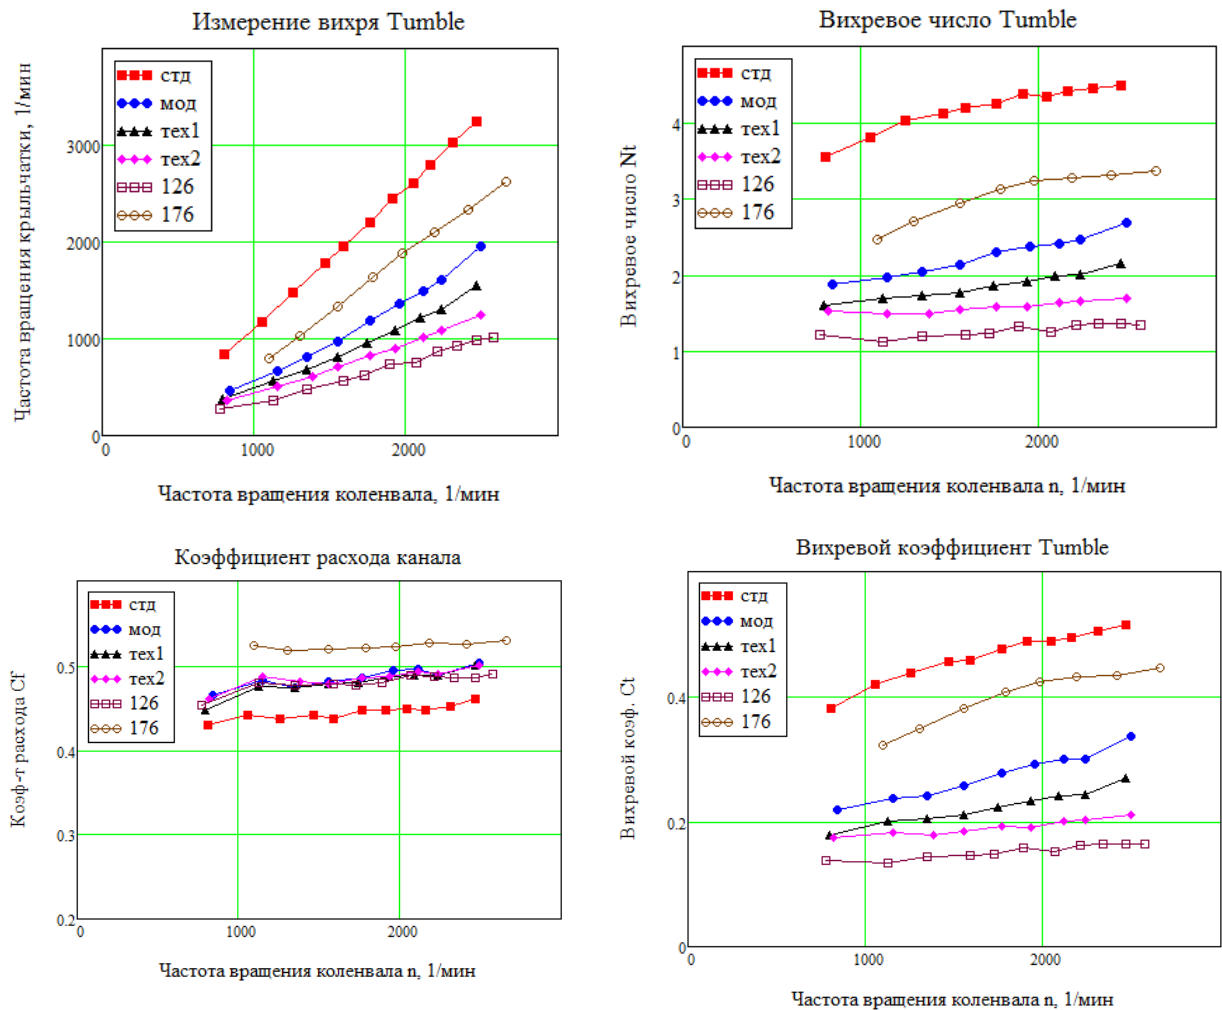 Измерение вихря Tumble
Частота вращения крыльчатки, 1/мин
стд
мод
тех1
тех2
126
176
3000
2000
1000
0
0
1000
2000
Частота вращения коленвала, 1/мин
Вихревое число Tumble
Вихревое число Nt
стд
мод
тех1
тех2
126
176
4
3
2
1
0
0
1000
2000
Частота вращения коленвала n, 1/мин
Коэффициент расхода канала
Коэф-т расхода Cf
стд
мод
тех1
тех2
126
176
0.5
0.4
0.3
0.2
0
1000
2000
Частота вращения коленвала n, 1/мин
Вихревой коэффициент Tumble
Вихревой коэф. Ct
стд
мод
тех1
тех2
126
176
0.4
0.2
0
0
1000
2000
Частота вращения коленвала n, 1/мин